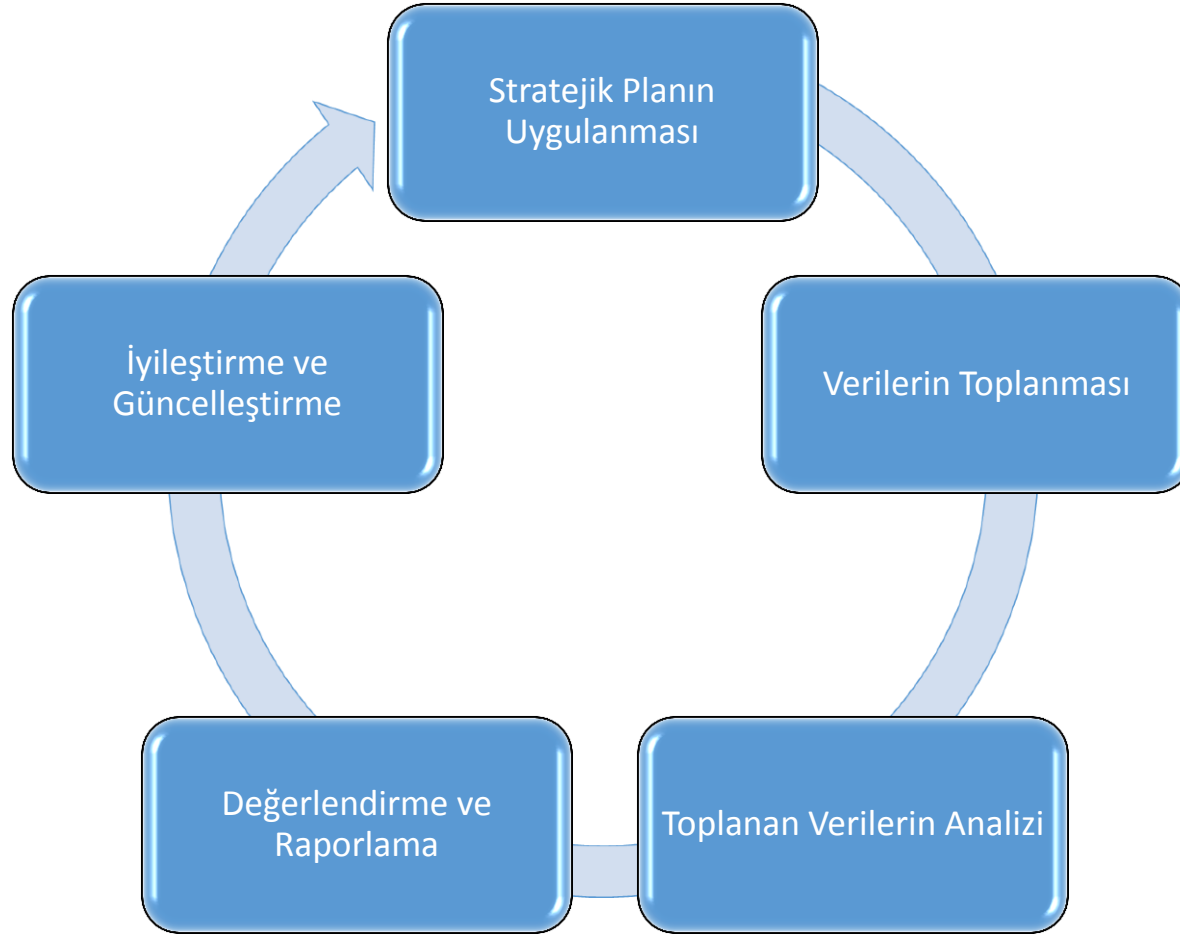 Stratejik Planın
Uygulanması
Verilerin Toplanması
Toplanan Verilerin Analizi
Değerlendirme ve
Raporlama
İyileştirme ve
Güncelleştirme